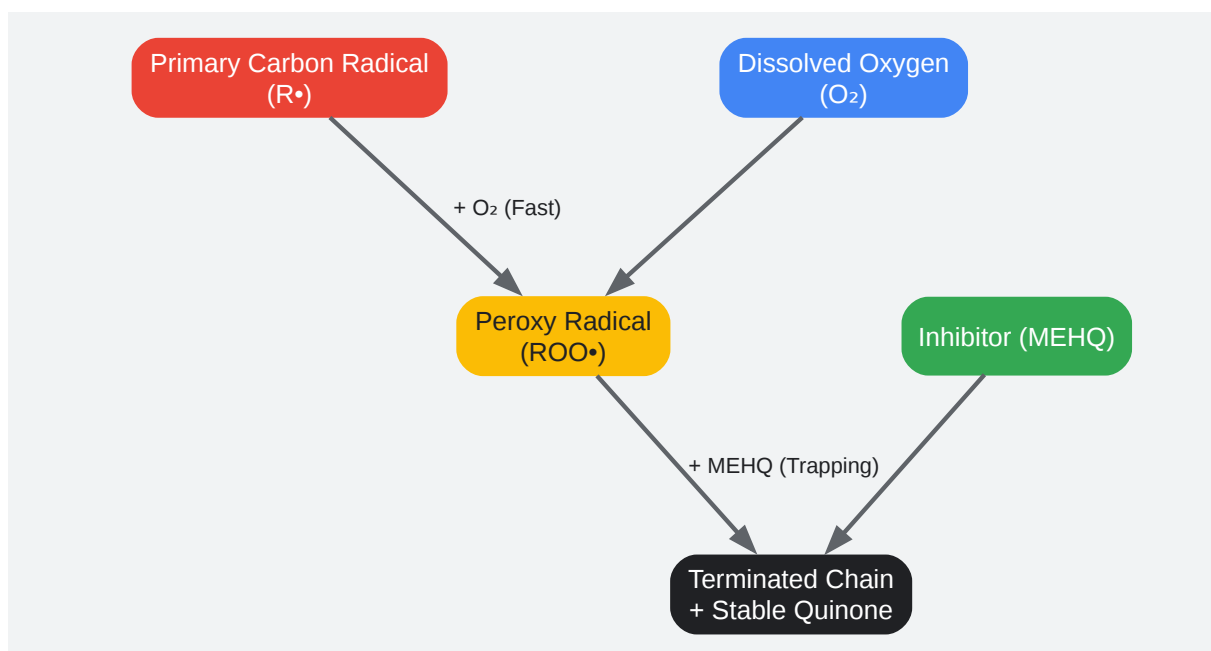 Primary Carbon Radical
(R•)
Dissolved Oxygen
(O₂)
+ O₂ (Fast)
Peroxy Radical
(ROO•)
Inhibitor (MEHQ)
+ MEHQ (Trapping)
Terminated Chain
+ Stable Quinone